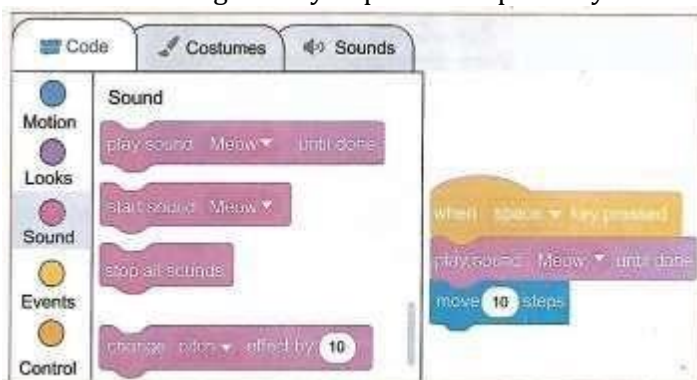 Code
Costumes
Sounds
Motion
Looks
Sound
Events
Control
Sound
play sound Meow until done
start sound Meow
stop all sounds
change pitch effect by 10
when space key pressed
play sound Meow until done
move 10 steps